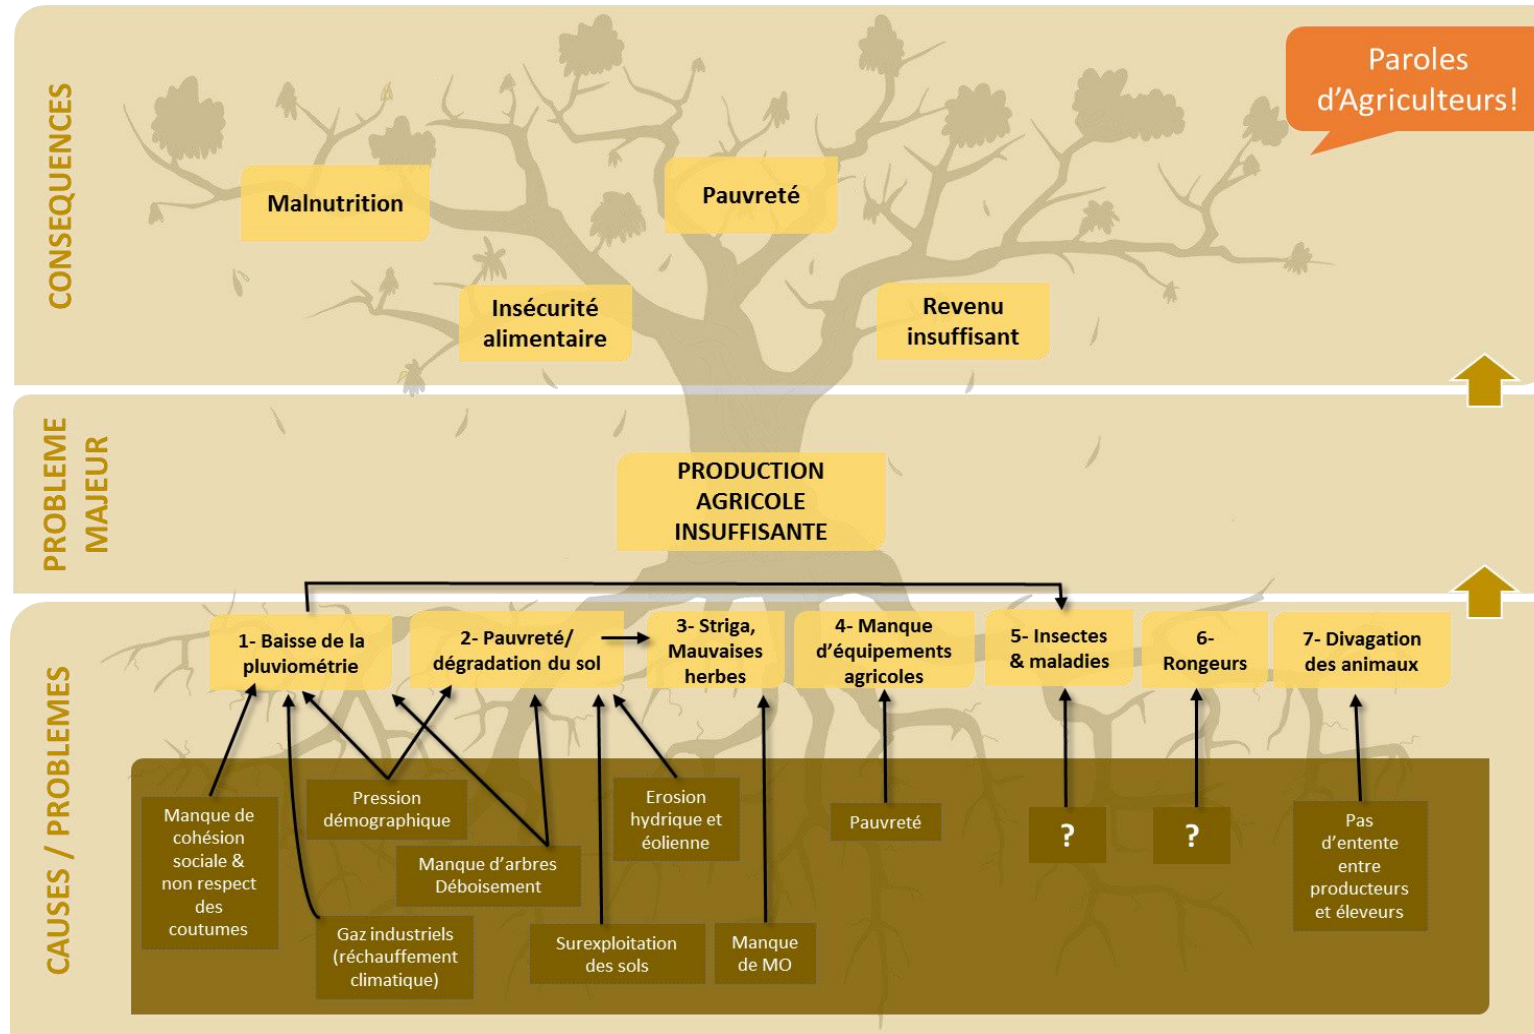 CONSEQUENCES
Paroles
d'Agriculteurs!
Malnutrition
Pauvreté
Insécurité
alimentaire
Revenu
insuffisant
PROBLEME
MAJEUR
PRODUCTION
AGRICOLE
INSUFFISANTE
CAUSES / PROBLEMES
1- Baisse de la
pluviométrie
2- Pauvreté/
dégradation du sol
3- Striga,
Mauvaises
herbes
4- Manque
d'équipements
agricoles
5- Insectes
& maladies
6-
Rongeurs
7- Divagation
des animaux
Manque de
cohésion
sociale &
non respect
des
coutumes
Pression
démographique
Gaz industriels
(réchauffement
climatique)
Manque d'arbres
Déboisement
Surexploitation
des sols
Erosion
hydrique et
éolienne
Manque
de MO
Pauvreté
?
?
Pas
d'entente
entre
producteurs
et éleveurs